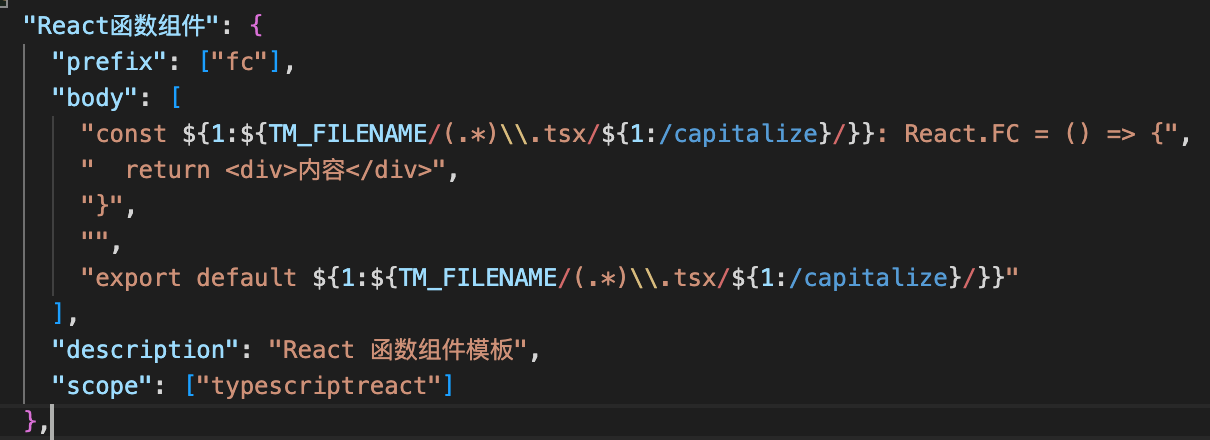 "React函数组件": {
  "prefix": ["fc"],
  "body": [
    "const ${1:${TM_FILENAME/(.*)\\.tsx/${1:/capitalize}/}}: React.FC = () => {",
    "  return <div>内容</div>",
    "}",
    "",
    "export default ${1:${TM_FILENAME/(.*)\\.tsx/${1:/capitalize}/}}"
  ],
  "description": "React 函数组件模板",
  "scope": ["typescriptreact"]
},